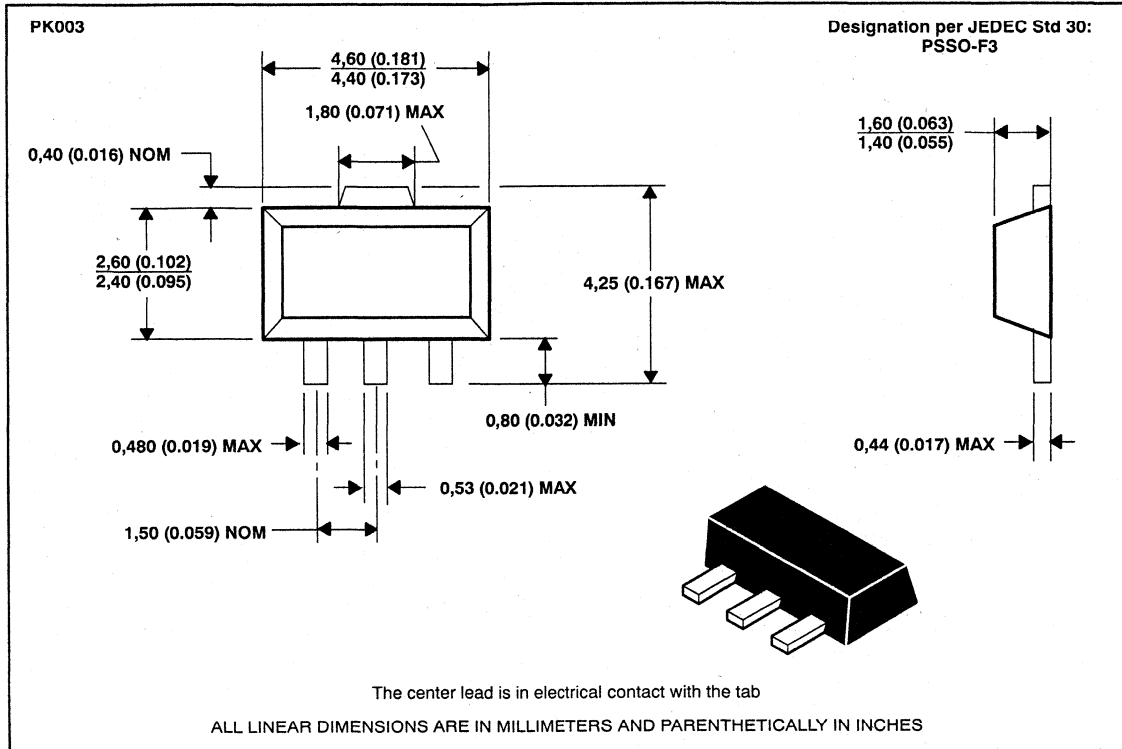 PK003
Designation per JEDEC Std 30:
PSSO-F3
4,60 (0.181)
4,40 (0.173)
1,80 (0.071) MAX
0,40 (0.016) NOM
1,60 (0.063)
1,40 (0.055)
2,60 (0.102)
2,40 (0.095)
4,25 (0.167) MAX
0,80 (0.032) MIN
0,480 (0.019) MAX
0,44 (0.017) MAX
0,53 (0.021) MAX
1,50 (0.059) NOM
The center lead is in electrical contact with the tab
ALL LINEAR DIMENSIONS ARE IN MILLIMETERS AND PARENTHETICALLY IN INCHES